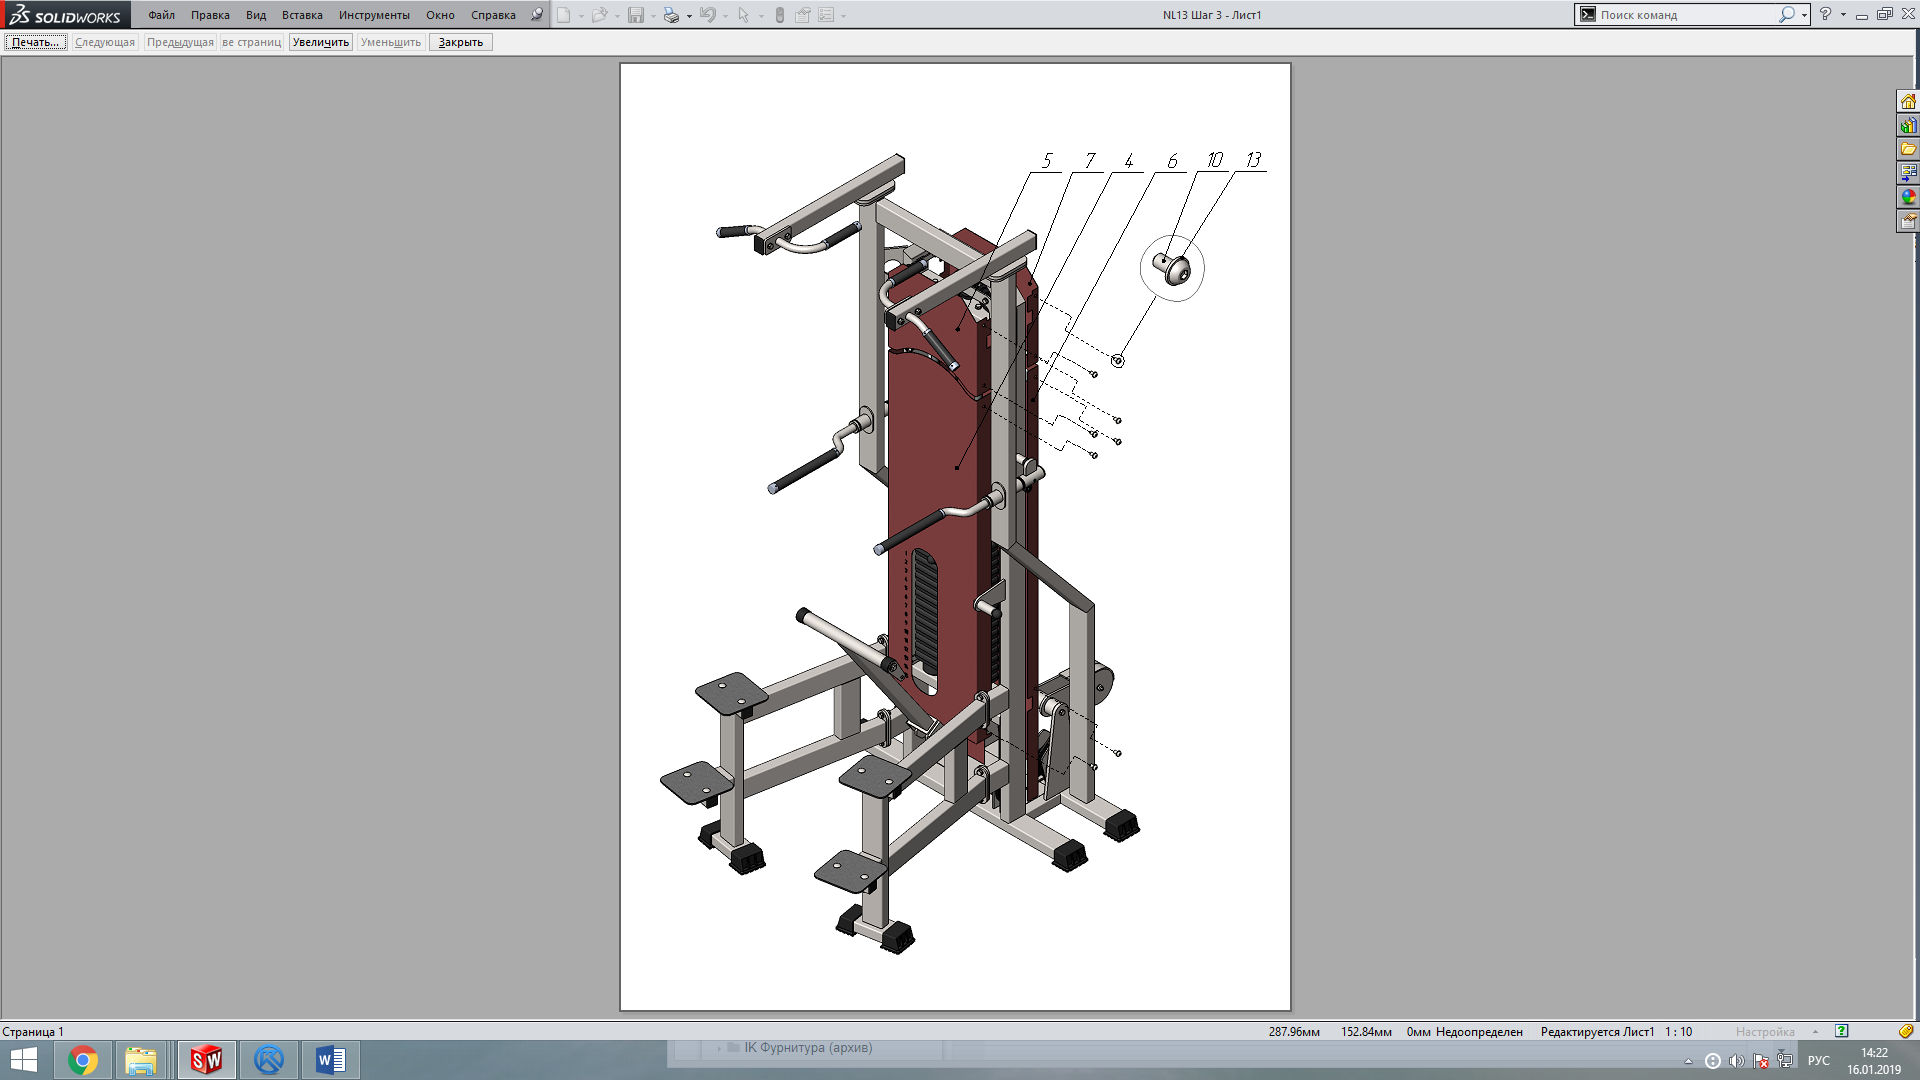 SOLIDWORKS Файл Правка Вид Вставка Инструменты Окно Справка NL13 Шаг 3 - Лист1 Поиск команд
Печать... Следующая Предыдущая ве страниц Увеличить Уменьшить Закрыть
5 7 4 6 10 13
Страница 1 287.96мм 152.84мм 0мм Недоопределен Редактируется Лист1 1 : 10 Настройка
IK Фурнитура (архив)
РУС
14:22
16.01.2019